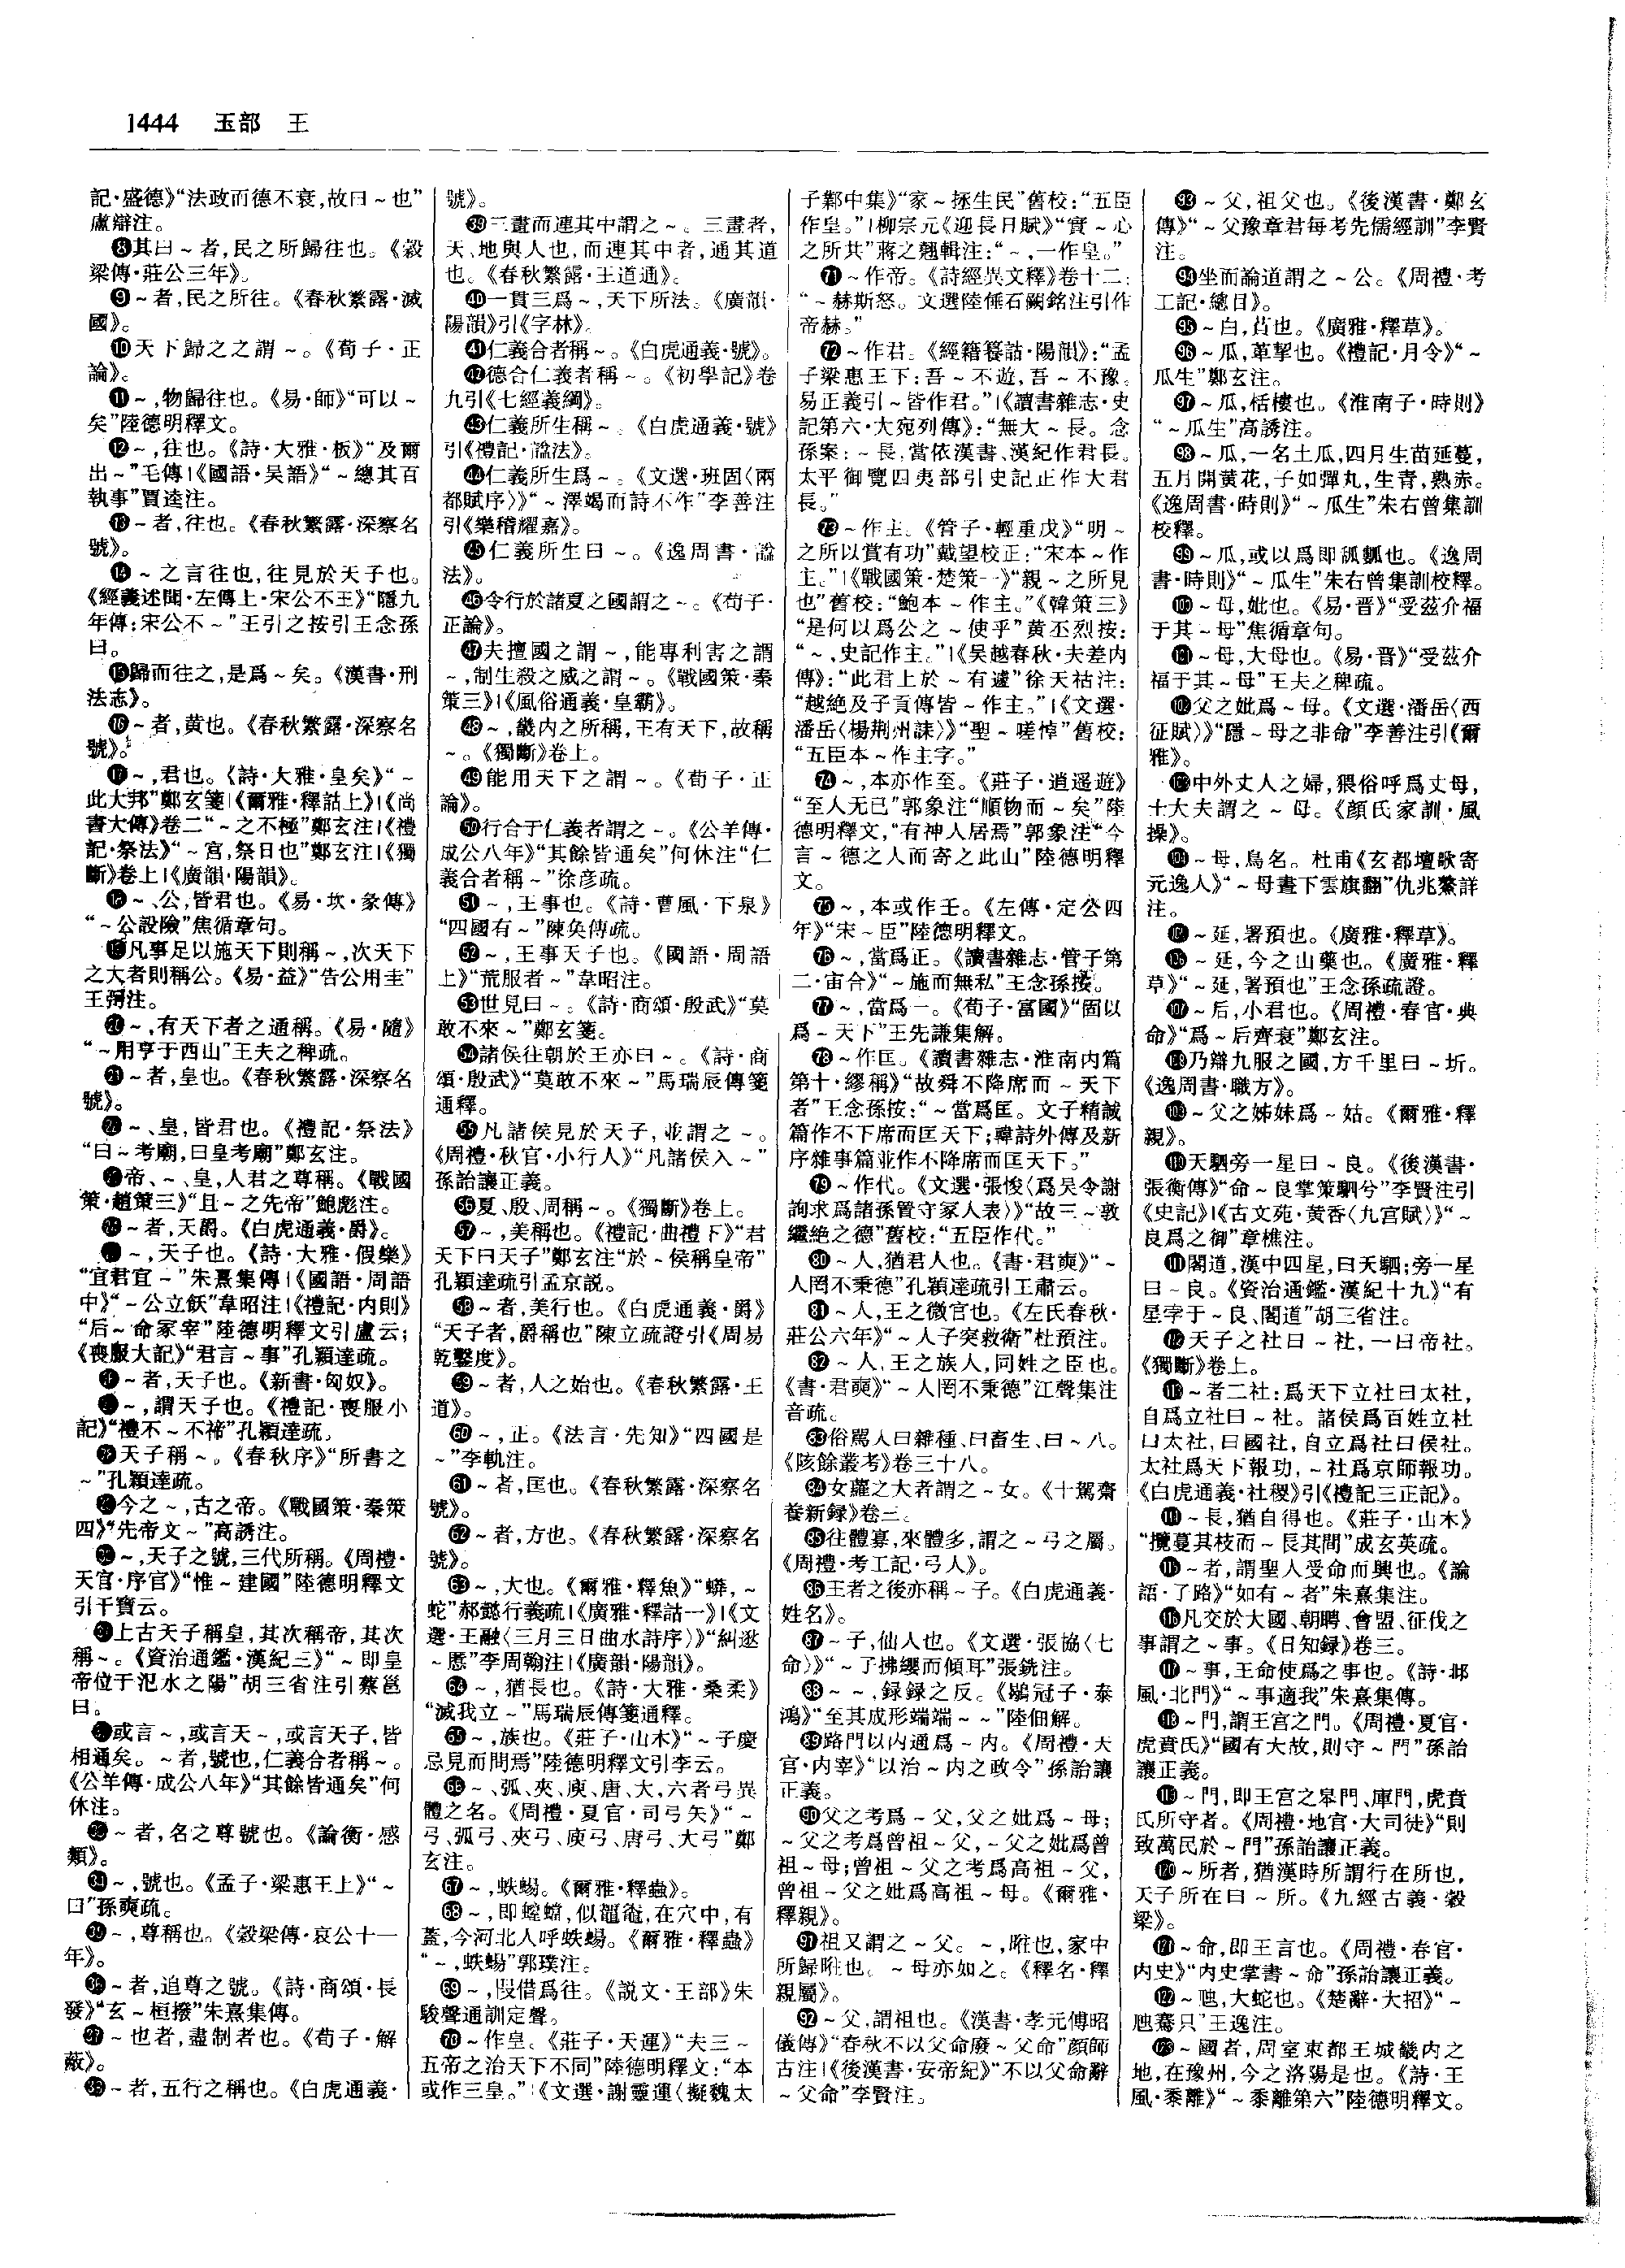 1444 玉部 王
記·盛德》“法政而德不衰,故曰~也”
盧辯注。
❽其曰~者,民之所歸往也。《穀
梁傳·莊公三年》。
❾~者,民之所往。《春秋繁露·滅
國》。
❿天下歸之之謂~。《荀子·正
論》。
⓫~,物歸往也。《易·師》“可以~
矣”陸德明釋文。
⓬~,往也。《詩·大雅·板》“及爾
出~”毛傳|《國語·吴語》“~總其百
執事”賈逵注。
⓭~者,往也。《春秋繁露·深察名
號》。
⓮~之言往也,往見於天子也。
《經義述聞·左傳上·宋公不王》“隱九
年傳:宋公不~”王引之按引王念孫
曰。
⓯歸而往之,是爲~矣。《漢書·刑
法志》。
⓰~者,黄也。《春秋繁露·深察名
號》。
⓱~,君也。《詩·大雅·皇矣》“~
此大邦”鄭玄箋|《爾雅·釋詁上》|《尚
書大傳》卷二“~之不極”鄭玄注|《禮
記·祭法》“~宫,祭日也”鄭玄注|《獨
斷》卷上|《廣韻·陽韻》。
⓲~、公,皆君也。《易·坎·彖傳》
“~公設險”焦循章句。
⓳凡事足以施天下則稱~,次天下
之大者則稱公。《易·益》“告公用圭”
王弼注。
⓴~,有天下者之通稱。《易·隨》
“~用亨于西山”王夫之稗疏。
㉑~者,皇也。《春秋繁露·深察名
號》。
㉒~、皇,皆君也。《禮記·祭法》
“曰~考廟,曰皇考廟”鄭玄注。
㉓帝、~、皇,人君之尊稱。《戰國
策·趙策三》“且~之先帝”鮑彪注。
㉔~者,天爵。《白虎通義·爵》。
㉕~,天子也。《詩·大雅·假樂》
“宜君宜~”朱熹集傳|《國語·周語
中》“~公立飫”韋昭注|《禮記·内則》
“后~命冢宰”陸德明釋文引盧云;
《喪服大記》“君言~事”孔穎達疏。
㉖~者,天子也。《新書·匈奴》。
㉗~,謂天子也。《禮記·喪服小
記》“禮不~不禘”孔穎達疏。
㉘天子稱~。《春秋序》“所書之
~”孔穎達疏。
㉙今之~,古之帝。《戰國策·秦策
四》“先帝文~”高誘注。
㉚~,天子之號,三代所稱。《周禮·
天官·序官》“惟~建國”陸德明釋文
引干寶云。
㉛上古天子稱皇,其次稱帝,其次
稱~。《資治通鑑·漢紀三》“~即皇
帝位于汜水之陽”胡三省注引蔡邕
曰。
㉜或言~,或言天~,或言天子,皆
相通矣。~者,號也,仁義合者稱~。
《公羊傳·成公八年》“其餘皆通矣”何
休注。
㉝~者,名之尊號也。《論衡·感
類》。
㉞~,號也。《孟子·梁惠王上》“~
曰”孫奭疏。
㉟~,尊稱也。《穀梁傳·哀公十一
年》。
㊱~者,追尊之號。《詩·商頌·長
發》“玄~桓撥”朱熹集傳。
㊲~也者,盡制者也。《荀子·解
蔽》。
㊳~者,五行之稱也。《白虎通義·
號》。
㊴三畫而連其中謂之~。三畫者,
天、地與人也,而連其中者,通其道
也。《春秋繁露·王道通》。
㊵一貫三爲~,天下所法。《廣韻·
陽韻》引《字林》。
㊶仁義合者稱~。《白虎通義·號》。
㊷德合仁義者稱~。《初學記》卷
九引《七經義綱》。
㊸仁義所生稱~。《白虎通義·號》
引《禮記·謚法》。
㊹仁義所生爲~。《文選·班固〈兩
都賦序〉》“~澤竭而詩不作”李善注
引《樂稽耀嘉》。
㊺仁義所生曰~。《逸周書·謚
法》。
㊻令行於諸夏之國謂之~。《荀子·
正論》。
㊼夫擅國之謂~,能專利害之謂
~,制生殺之威之謂~。《戰國策·秦
策三》|《風俗通義·皇霸》。
㊽~,畿内之所稱,王有天下,故稱
~。《獨斷》卷上。
㊾能用天下之謂~。《荀子·正
論》。
㊿行合于仁義者謂之~。《公羊傳·
成公八年》“其餘皆通矣”何休注“仁
義合者稱~”徐彦疏。
51~,王事也。《詩·曹風·下泉》
“四國有~”陳奂傳疏。
52~,王事天子也。《國語·周語
上》“荒服者~”韋昭注。
53世見曰~。《詩·商頌·殷武》“莫
敢不來~”鄭玄箋。
54諸侯往朝於王亦曰~。《詩·商
頌·殷武》“莫敢不來~”馬瑞辰傳箋
通釋。
55凡諸侯見於天子,並謂之~。
《周禮·秋官·小行人》“凡諸侯入~”
孫詒讓正義。
56夏、殷、周稱~。《獨斷》卷上。
57~,美稱也。《禮記·曲禮下》“君
天下曰天子”鄭玄注“於~侯稱皇帝”
孔穎達疏引孟京説。
58~者,美行也。《白虎通義·爵》
“天子者,爵稱也”陳立疏證引《周易
乾鑿度》。
59~者,人之始也。《春秋繁露·王
道》。
60~,正。《法言·先知》“四國是
~”李軌注。
61~者,匡也。《春秋繁露·深察名
號》。
62~者,方也。《春秋繁露·深察名
號》。
63~,大也。《爾雅·釋魚》“蟒,~
蛇”郝懿行義疏|《廣雅·釋詁一》|《文
選·王融〈三月三日曲水詩序〉》“糾逖
~慝”李周翰注|《廣韻·陽韻》。
64~,猶長也。《詩·大雅·桑柔》
“滅我立~”馬瑞辰傳箋通釋。
65~,族也。《莊子·山木》“~子慶
忌見而問焉”陸德明釋文引李云。
66~、弧、夾、庾、唐、大,六者弓異
體之名。《周禮·夏官·司弓矢》“~
弓、弧弓、夾弓、庾弓、唐弓、大弓”鄭
玄注。
67~,蛈蜴。《爾雅·釋蟲》。
68~,即螲蟷,似鼅鼄,在穴中,有
蓋,今河北人呼蛈蜴。《爾雅·釋蟲》
“~,蛈蜴”郭璞注。
69~,叚借爲往。《説文·王部》朱
駿聲通訓定聲。
70~作皇。《莊子·天運》“夫三~
五帝之治天下不同”陸德明釋文:“本
或作三皇。”|《文選·謝靈運〈擬魏太
子鄴中集》“家~拯生民”舊校:“五臣
作皇。”|柳宗元《迎長日賦》“實~心
之所共”蔣之翹輯注:“~,一作皇。”
71~作帝。《詩經異文釋》卷十二:
“~赫斯怒。文選陸倕石闕銘注引作
帝赫。”
72~作君。《經籍籑詁·陽韻》:“孟
子梁惠王下:吾~不遊,吾~不豫。
易正義引~皆作君。”|《讀書雜志·史
記第六·大宛列傳》:“無大~長。念
孫案:~長,當依漢書、漢紀作君長。
太平御覽四夷部引史記正作大君
長。”
73~作主。《管子·輕重戊》“明~
之所以賞有功”戴望校正:“宋本~作
主。”|《戰國策·楚策一》“親~之所見
也”舊校:“鮑本~作主。”《韓策三》
“是何以爲公之~使乎”黄丕烈按:
“~,史記作主。”|《吴越春秋·夫差内
傳》:“此君上於~有遽”徐天祜注:
“越絶及子貢傳皆~作主。”|《文選·
潘岳〈楊荆州誄〉》“聖~嗟悼”舊校:
“五臣本~作主字。”
74~,本亦作至。《莊子·逍遥遊》
“至人无已”郭象注“順物而~矣”陸
德明釋文,“有神人居焉”郭象注“今
言~德之人而寄之此山”陸德明釋
文。
75~,本或作壬。《左傳·定公四
年》“宋~臣”陸德明釋文。
76~,當爲正。《讀書雜志·管子第
二·宙合》“~施而無私”王念孫按。
77~,當爲一。《荀子·富國》“固以
爲~天下”王先謙集解。
78~作匡。《讀書雜志·淮南内篇
第十·繆稱》“故舜不降席而~天下
者”王念孫按:“~當爲匡。文子精誠
篇作不下席而匡天下;韓詩外傳及新
序雜事篇並作不降席而匡天下。”
79~作代。《文選·張悛〈爲吴令謝
詢求爲諸孫置守冢人表〉》“故三~敦
繼絶之德”舊校:“五臣作代。”
80~人,猶君人也。《書·君奭》“~
人罔不秉德”孔穎達疏引王肅云。
81~人,王之微官也。《左氏春秋·
莊公六年》“~人子突救衛”杜預注。
82~人,王之族人,同姓之臣也。
《書·君奭》“~人罔不秉德”江聲集注
音疏。
83俗駡人曰雜種、曰畜生、曰~八。
《陔餘叢考》卷三十八。
84女蘿之大者謂之~女。《十駕齋
養新録》卷三。
85往體寡,來體多,謂之~弓之屬。
《周禮·考工記·弓人》。
86王者之後亦稱~子。《白虎通義·
姓名》。
87~子,仙人也。《文選·張協〈七
命〉》“~子拂纓而傾耳”張銑注。
88~~,録録之反。《鶡冠子·泰
鴻》“至其成形端端~~”陸佃解。
89路門以内通爲~内。《周禮·天
官·内宰》“以治~内之政令”孫詒讓
正義。
90父之考爲~父,父之妣爲~母;
~父之考爲曾祖~父,~父之妣爲曾
祖~母;曾祖~父之考爲高祖~父,
曾祖~父之妣爲高祖~母。《爾雅·
釋親》。
91祖又謂之~父。~,暀也,家中
所歸暀也。~母亦如之。《釋名·釋
親屬》。
92~父,謂祖也。《漢書·孝元傅昭
儀傳》“春秋不以父命廢~父命”顔師
古注|《後漢書·安帝紀》“不以父命辭
~父命”李賢注。
93~父,祖父也。《後漢書·鄭玄
傳》“~父豫章君每考先儒經訓”李賢
注。
94坐而論道謂之~公。《周禮·考
工記·總目》。
95~白,葥也。《廣雅·釋草》。
96~瓜,萆挈也。《禮記·月令》“~
瓜生”鄭玄注。
97~瓜,栝樓也。《淮南子·時則》
“~瓜生”高誘注。
98~瓜,一名土瓜,四月生苗延蔓,
五月開黄花,子如彈丸,生青,熟赤。
《逸周書·時則》“~瓜生”朱右曾集訓
校釋。
99~瓜,或以爲即瓝瓤也。《逸周
書·時則》“~瓜生”朱右曾集訓校釋。
100~母,妣也。《易·晋》“受兹介福
于其~母”焦循章句。
101~母,大母也。《易·晋》“受兹介
福于其~母”王夫之稗疏。
102父之妣爲~母。《文選·潘岳〈西
征賦〉》“隱~母之非命”李善注引《爾
雅》。
103中外丈人之婦,猥俗呼爲丈母,
士大夫謂之~母。《顔氏家訓·風
操》。
104~母,鳥名。杜甫《玄都壇歌寄
元逸人》“~母晝下雲旗翻”仇兆鰲詳
注。
105~延,署預也。《廣雅·釋草》。
106~延,今之山藥也。《廣雅·釋
草》“~延,署預也”王念孫疏證。
107~后,小君也。《周禮·春官·典
命》“爲~后齊衰”鄭玄注。
108乃辯九服之國,方千里曰~圻。
《逸周書·職方》。
109~父之姊妹爲~姑。《爾雅·釋
親》。
110天駟旁一星曰~良。《後漢書·
張衡傳》“命~良掌策駟兮”李賢注引
《史記》|《古文苑·黄香〈九宫賦〉》“~
良爲之御”章樵注。
111閣道,漢中四星,曰天駟;旁一星
曰~良。《資治通鑑·漢紀十九》“有
星孛于~良、閣道”胡三省注。
112天子之社曰~社,一曰帝社。
《獨斷》卷上。
113~者二社:爲天下立社曰太社,
自爲立社曰~社。諸侯爲百姓立社
曰太社,曰國社,自立爲社曰侯社。
太社爲天下報功,~社爲京師報功。
《白虎通義·社稷》引《禮記三正記》。
114~長,猶自得也。《莊子·山木》
“攬蔓其枝而~長其間”成玄英疏。
115~者,謂聖人受命而興也。《論
語·子路》“如有~者”朱熹集注。
116凡交於大國、朝聘、會盟、征伐之
事謂之~事。《日知録》卷三。
117~事,王命使爲之事也。《詩·邶
風·北門》“~事適我”朱熹集傳。
118~門,謂王宫之門。《周禮·夏官·
虎賁氏》“國有大故,則守~門”孫詒
讓正義。
119~門,即王宫之皋門、庫門,虎賁
氏所守者。《周禮·地官·大司徒》“則
致萬民於~門”孫詒讓正義。
120~所者,猶漢時所謂行在所也,
天子所在曰~所。《九經古義·穀
梁》。
121~命,即王言也。《周禮·春官·
内史》“内史掌書~命”孫詒讓正義。
122~虺,大蛇也。《楚辭·大招》“~
虺騫只”王逸注。
123~國者,周室東都王城畿内之
地,在豫州,今之洛陽是也。《詩·王
風·黍離》“~黍離第六”陸德明釋文。